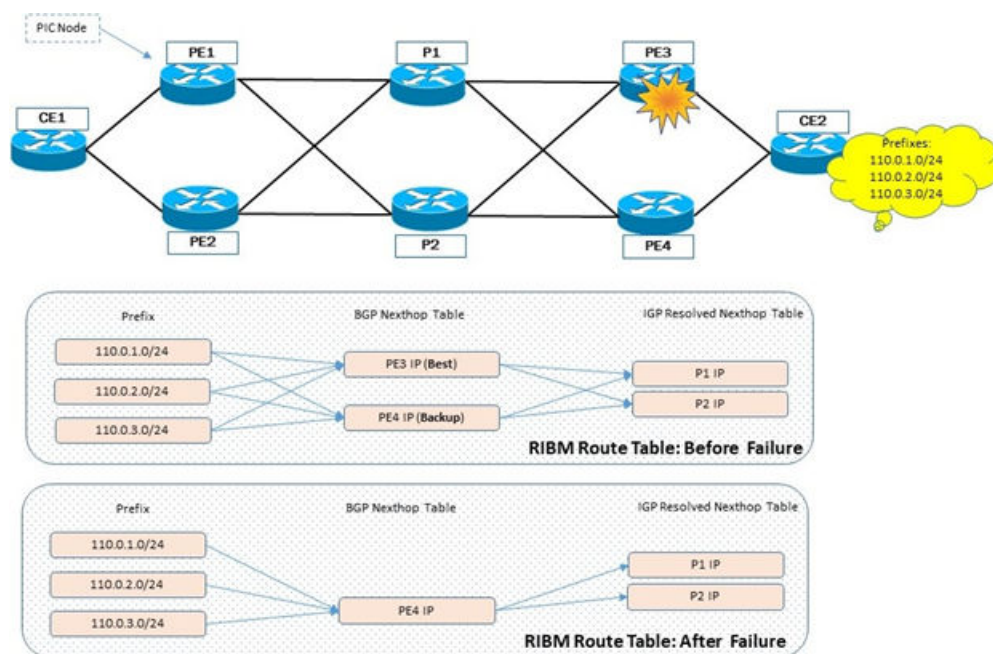 PIC Node
PE1
P1
PE3
CE1
CE2
Prefixes:
110.0.1.0/24
110.0.2.0/24
110.0.3.0/24
PE2
P2
PE4
Prefix
BGP Nexthop Table
IGP Resolved Nexthop Table
110.0.1.0/24
110.0.2.0/24
110.0.3.0/24
PE3 IP (Best)
PE4 IP (Backup)
P1 IP
P2 IP
RIBM Route Table: Before Failure
Prefix
BGP Nexthop Table
IGP Resolved Nexthop Table
110.0.1.0/24
110.0.2.0/24
110.0.3.0/24
PE4 IP
P1 IP
P2 IP
RIBM Route Table: After Failure